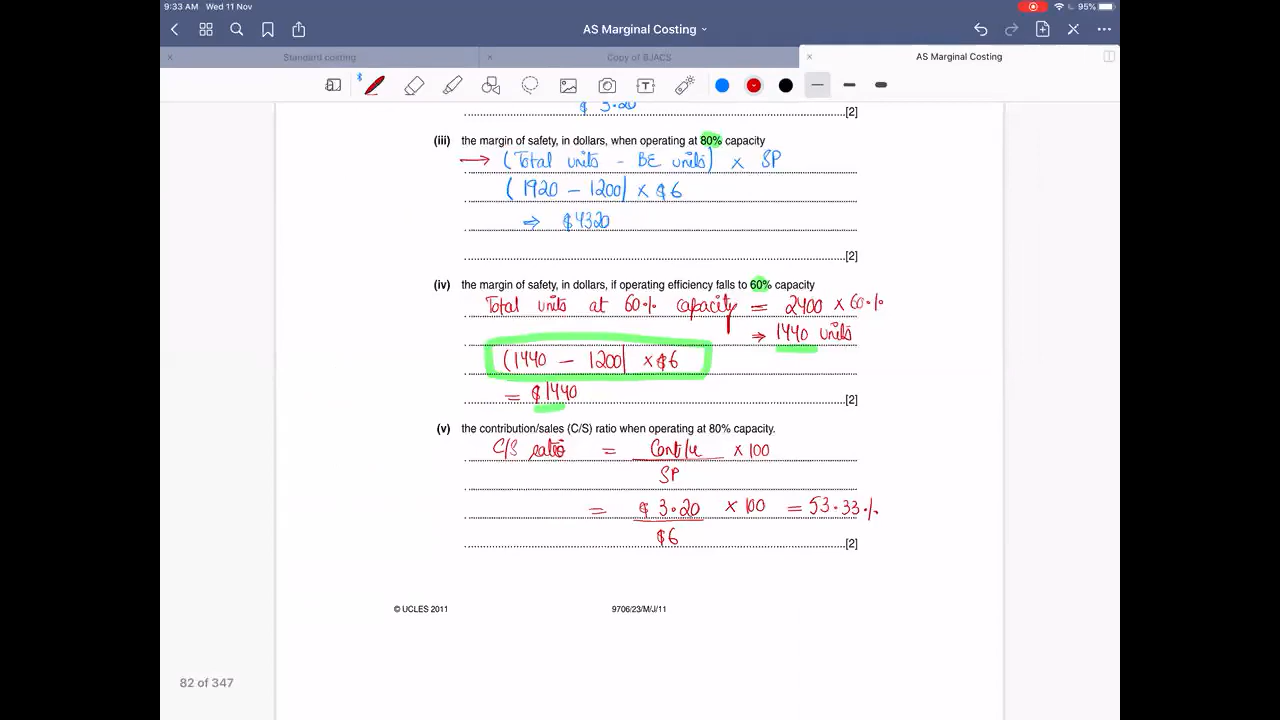 9:33 AM Wed 11 Nov
95%
AS Marginal Costing
Standard costing
Copy of BJACS
AS Marginal Costing
$ 3.20
[2]
(iii) the margin of safety, in dollars, when operating at 80% capacity
→ (Total units - BE units) × SP
(1920 - 1200) × $6
⇒ $4320
[2]
(iv) the margin of safety, in dollars, if operating efficiency falls to 60% capacity
Total units at 60% capacity = 2400 × 60%
⇒ 1440 units
(1440 - 1200) × $6
= $1440
[2]
(v) the contribution/sales (C/S) ratio when operating at 80% capacity.
C/S ratio = Cont/u × 100
SP
= $ 3.20 × 100 = 53.33%
$6
[2]
© UCLES 2011
9706/23/M/J/11
82 of 347